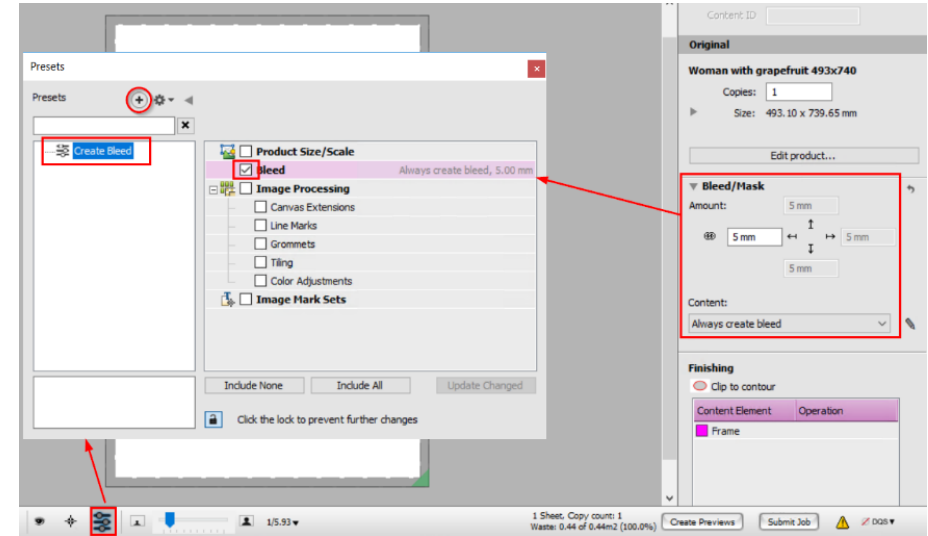 Content ID
Original
Presets
Woman with grapefruit 493x740
Copies: 1
Size: 493.10 x 739.65 mm
Presets
Edit product...
Create Bleed
Product Size/Scale
Bleed Always create bleed, 5.00 mm
Image Processing
Canvas Extensions
Line Marks
Grommets
Tiling
Color Adjustments
Image Mark Sets
Bleed/Mask
Amount: 5 mm
5 mm 5 mm
5 mm
Content:
Always create bleed
Include None Include All Update Changed
Click the lock to prevent further changes
Finishing
Clip to contour
Content Element Operation
Frame
1/5.93
1 Sheet, Copy count: 1
Waste: 0.44 of 0.44m2 (100.0%)
Create Previews Submit Job DQS